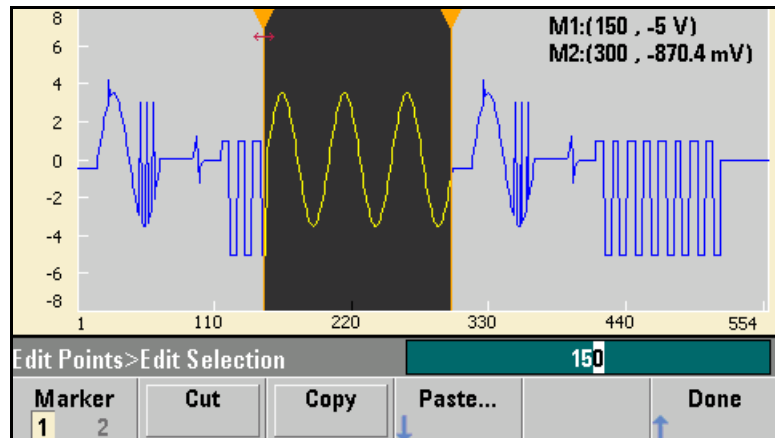 8
M1:(150 , -5 V)
6
M2:(300 , -870.4 mV)
4
2
0
-2
-4
-6
-8
1 110 220 330 440 554
Edit Points>Edit Selection 150
Marker Cut Copy Paste... Done
1 2